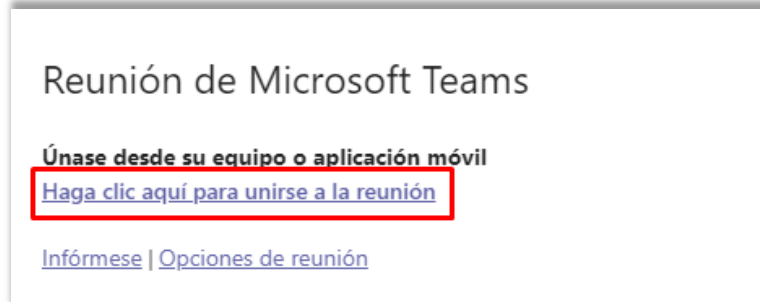 Reunión de Microsoft Teams
Únase desde su equipo o aplicación móvil
Haga clic aquí para unirse a la reunión
Infórmese | Opciones de reunión